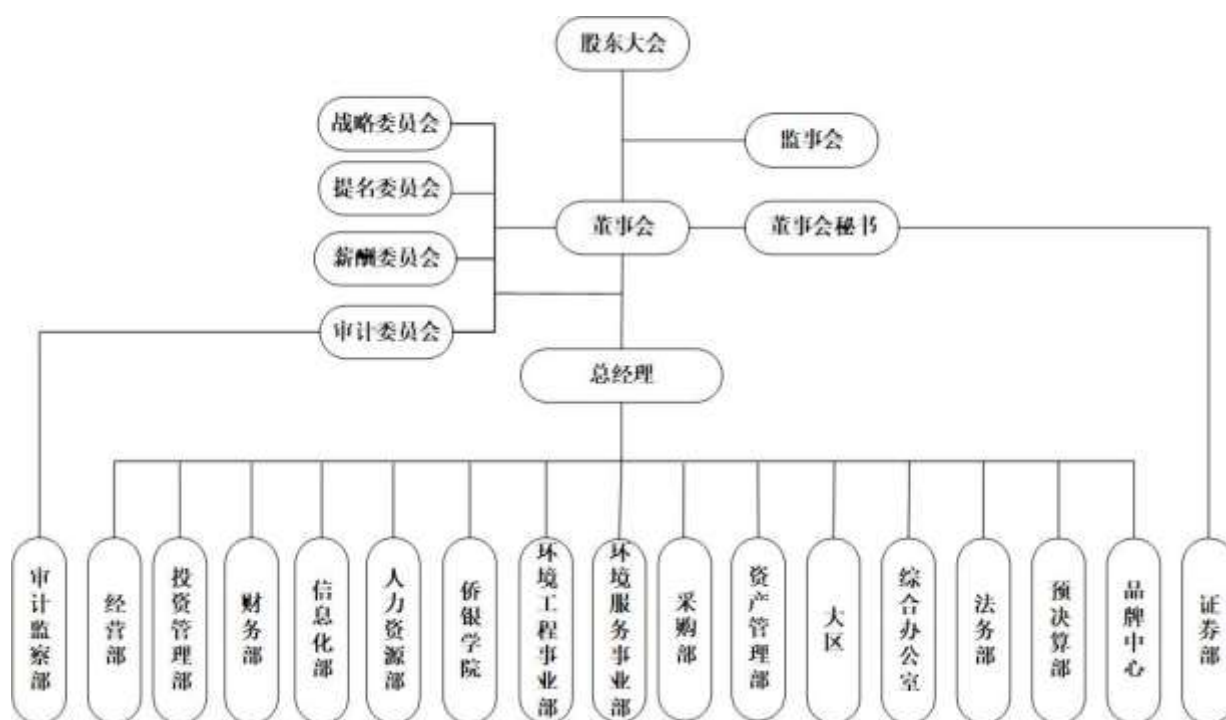 股东大会
战略委员会
监事会
提名委员会
董事会
董事会秘书
薪酬委员会
审计委员会
总经理
审计监察部
经营部
投资管理部
财务部
信息化部
人力资源部
侨银学院
环境工程事业部
环境服务事业部
采购部
资产管理部
大区
综合办公室
法务部
预决算部
品牌中心
证券部